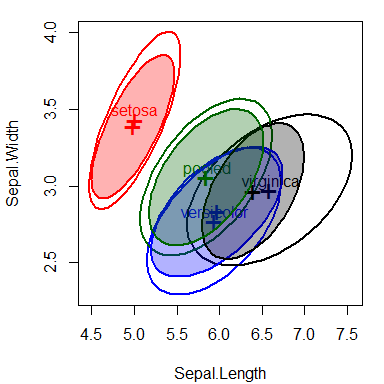 4.0
3.5
3.0
2.5
Sepal.Width
setosa
pooled
virginica
versicolor
4.5 5.0 5.5 6.0 6.5 7.0 7.5
Sepal.Length